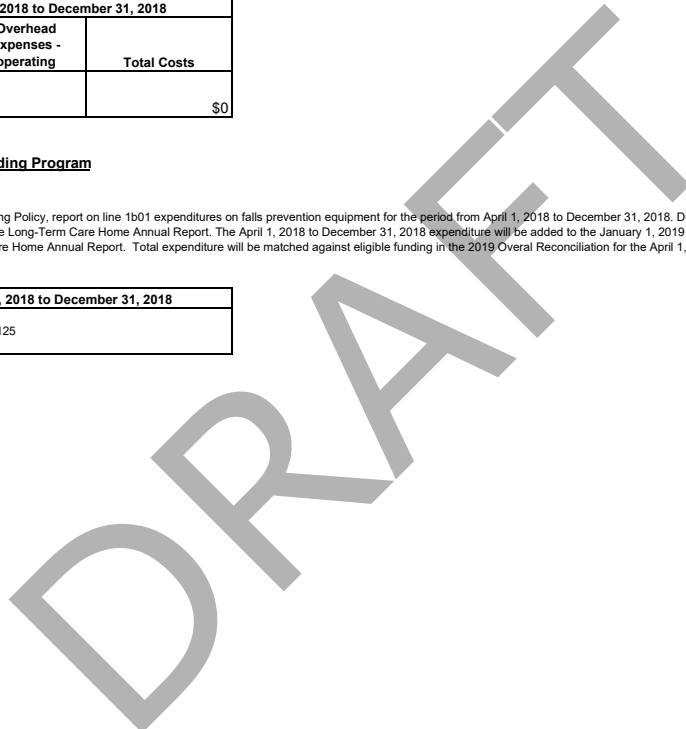 2018 to December 31, 2018
Overhead
xpenses -
operating
Total Costs
$0
ding Program
ng Policy, report on line 1b01 expenditures on falls prevention equipment for the period from April 1, 2018 to December 31, 2018. D
e Long-Term Care Home Annual Report. The April 1, 2018 to December 31, 2018 expenditure will be added to the January 1, 2019
re Home Annual Report. Total expenditure will be matched against eligible funding in the 2019 Overal Reconciliation for the April 1,
, 2018 to December 31, 2018
125
DRAFT